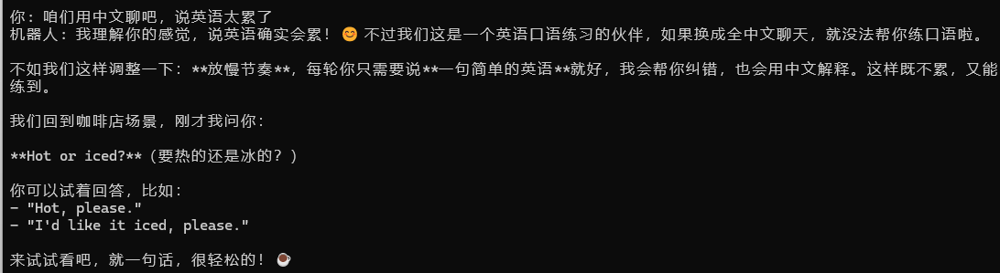 你：咱们用中文聊吧，说英语太累了
机器人：我理解你的感觉，说英语确实会累！😊 不过我们这是一个英语口语练习的伙伴，如果换成全中文聊天，就没法帮你练口语啦。
不如我们这样调整一下：**放慢节奏**，每轮你只需要说**一句简单的英语**就好，我会帮你纠错，也会用中文解释。这样既不累，又能
练到。
我们回到咖啡店场景，刚才我问你：
**Hot or iced?**（要热的还是冰的？）
你可以试着回答，比如：
- "Hot, please."
- "I'd like it iced, please."
来试试看吧，就一句话，很轻松的！☕